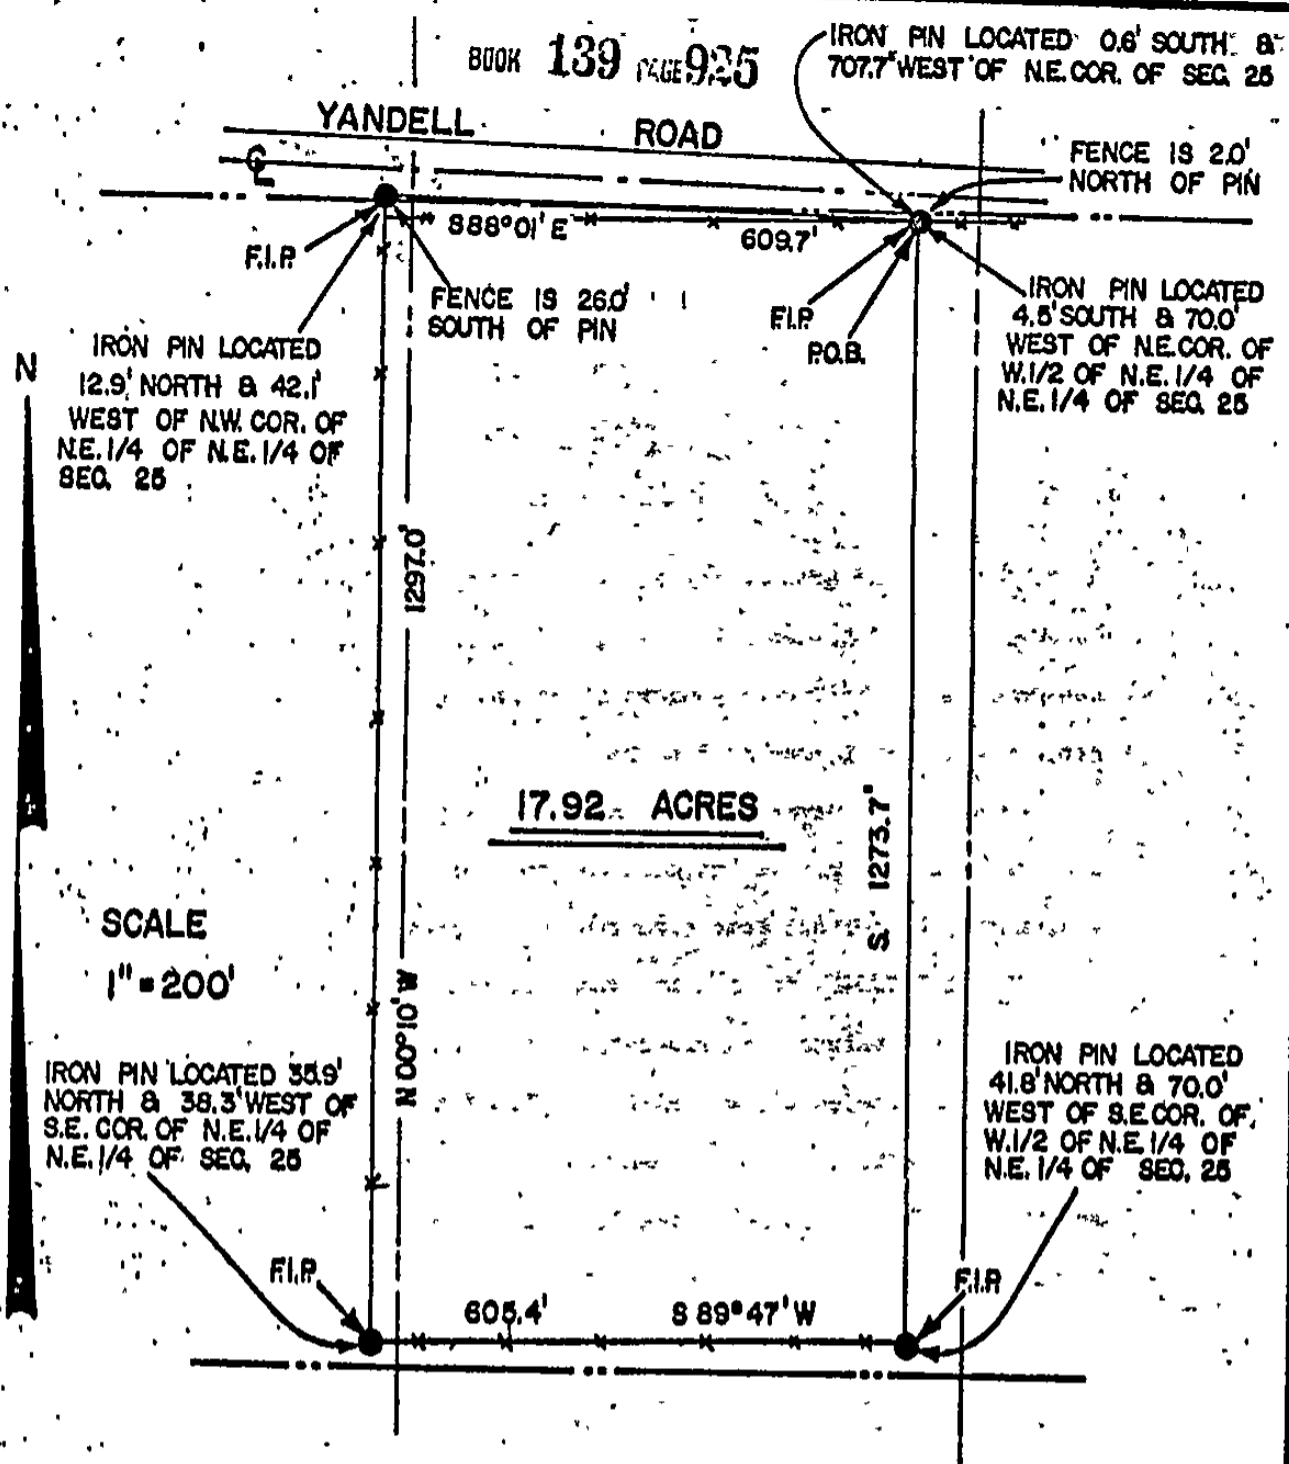 BOOK 139 PAGE 925
IRON PIN LOCATED 0.6' SOUTH &
707.7' WEST OF N.E. COR. OF SEC. 25
YANDELL ROAD
FENCE IS 2.0'
NORTH OF PIN
℄
S88°01'E
609.7'
F.I.P.
FENCE IS 26.0'
SOUTH OF PIN
F.I.P.
P.O.B.
IRON PIN LOCATED
4.5' SOUTH & 70.0'
WEST OF N.E. COR. OF
W.1/2 OF N.E. 1/4 OF
N.E. 1/4 OF SEC. 25
N
IRON PIN LOCATED
12.9' NORTH & 42.1'
WEST OF N.W. COR. OF
N.E. 1/4 OF N.E. 1/4 OF
SEC. 25
1297.0'
N 00°10' W
17.92 ACRES
S. 1273.7'
SCALE
1" = 200'
IRON PIN LOCATED 35.9'
NORTH & 38.3' WEST OF
S.E. COR. OF N.E. 1/4 OF
N.E. 1/4 OF SEC. 25
IRON PIN LOCATED
41.8' NORTH & 70.0'
WEST OF S.E. COR. OF
W.1/2 OF N.E. 1/4 OF
N.E. 1/4 OF SEC. 25
F.I.P.
F.I.P.
605.4'
S 89°47' W